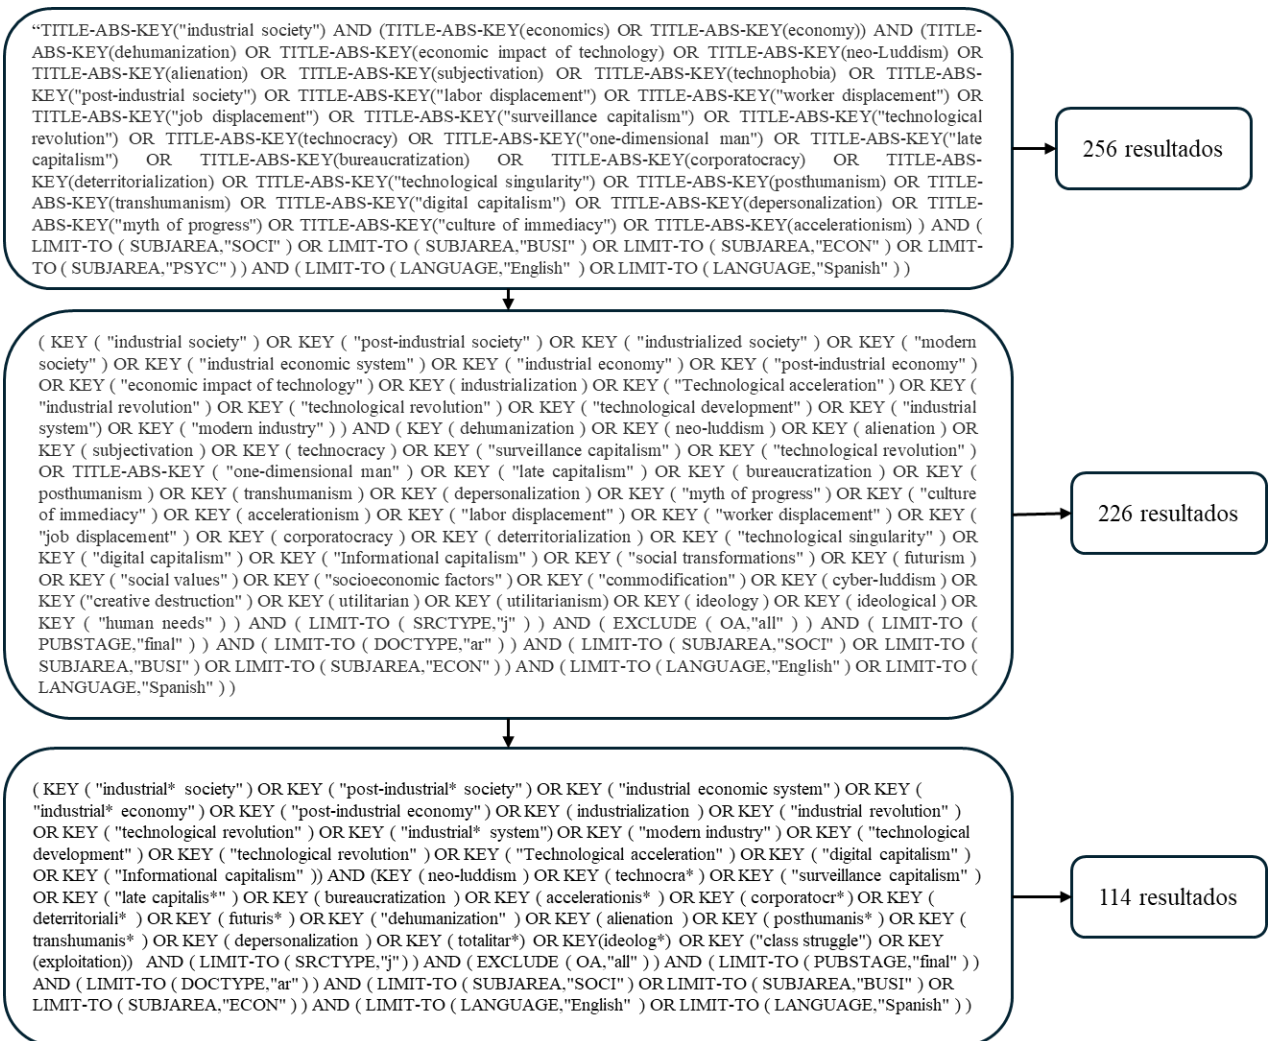 “TITLE-ABS-KEY("industrial society") AND (TITLE-ABS-KEY(economics) OR TITLE-ABS-KEY(economy)) AND (TITLE-
ABS-KEY(dehumanization) OR TITLE-ABS-KEY(economic impact of technology) OR TITLE-ABS-KEY(neo-Luddism) OR
TITLE-ABS-KEY(alienation) OR TITLE-ABS-KEY(subjectivation) OR TITLE-ABS-KEY(technophobia) OR TITLE-ABS-
KEY("post-industrial society") OR TITLE-ABS-KEY("labor displacement") OR TITLE-ABS-KEY("worker displacement") OR
TITLE-ABS-KEY("job displacement") OR TITLE-ABS-KEY("surveillance capitalism") OR TITLE-ABS-KEY("technological
revolution") OR TITLE-ABS-KEY(technocracy) OR TITLE-ABS-KEY("one-dimensional man") OR TITLE-ABS-KEY("late
capitalism") OR TITLE-ABS-KEY(bureaucratization) OR TITLE-ABS-KEY(corporatocracy) OR TITLE-ABS-
KEY(deterritorialization) OR TITLE-ABS-KEY("technological singularity") OR TITLE-ABS-KEY(posthumanism) OR TITLE-
ABS-KEY(transhumanism) OR TITLE-ABS-KEY("digital capitalism") OR TITLE-ABS-KEY(depersonalization) OR TITLE-
ABS-KEY("myth of progress") OR TITLE-ABS-KEY("culture of immediacy") OR TITLE-ABS-KEY(accelerationism) ) AND (
LIMIT-TO ( SUBJAREA,"SOCI" ) OR LIMIT-TO ( SUBJAREA,"BUSI" ) OR LIMIT-TO ( SUBJAREA,"ECON" ) OR LIMIT-
TO ( SUBJAREA,"PSYC" ) ) AND ( LIMIT-TO ( LANGUAGE,"English" ) OR LIMIT-TO ( LANGUAGE,"Spanish" ) )
256 resultados
( KEY ( "industrial society" ) OR KEY ( "post-industrial society" ) OR KEY ( "industrialized society" ) OR KEY ( "modern
society" ) OR KEY ( "industrial economic system" ) OR KEY ( "industrial economy" ) OR KEY ( "post-industrial economy" )
OR KEY ( "economic impact of technology" ) OR KEY ( industrialization ) OR KEY ( "Technological acceleration" ) OR KEY (
"industrial revolution" ) OR KEY ( "technological revolution" ) OR KEY ( "technological development" ) OR KEY ( "industrial
system") OR KEY ( "modern industry" ) ) AND ( KEY ( dehumanization ) OR KEY ( neo-luddism ) OR KEY ( alienation ) OR
KEY ( subjectivation ) OR KEY ( technocracy ) OR KEY ( "surveillance capitalism" ) OR KEY ( "technological revolution" )
OR TITLE-ABS-KEY ( "one-dimensional man" ) OR KEY ( "late capitalism" ) OR KEY ( bureaucratization ) OR KEY (
posthumanism ) OR KEY ( transhumanism ) OR KEY ( depersonalization ) OR KEY ( "myth of progress" ) OR KEY ( "culture
of immediacy" ) OR KEY ( accelerationism ) OR KEY ( "labor displacement" ) OR KEY ( "worker displacement" ) OR KEY (
"job displacement" ) OR KEY ( corporatocracy ) OR KEY ( deterritorialization ) OR KEY ( "technological singularity" ) OR
KEY ( "digital capitalism" ) OR KEY ( "Informational capitalism" ) OR KEY ( "social transformations" ) OR KEY ( futurism )
OR KEY ( "social values" ) OR KEY ( "socioeconomic factors" ) OR KEY ( "commodification" ) OR KEY ( cyber-luddism ) OR
KEY ("creative destruction" ) OR KEY ( utilitarian ) OR KEY ( utilitarianism) OR KEY ( ideology ) OR KEY ( ideological ) OR
KEY ( "human needs" ) ) AND ( LIMIT-TO ( SRCTYPE,"j" ) ) AND ( EXCLUDE ( OA,"all" ) ) AND ( LIMIT-TO (
PUBSTAGE,"final" ) ) AND ( LIMIT-TO ( DOCTYPE,"ar" ) ) AND ( LIMIT-TO ( SUBJAREA,"SOCI" ) OR LIMIT-TO (
SUBJAREA,"BUSI" ) OR LIMIT-TO ( SUBJAREA,"ECON" ) ) AND ( LIMIT-TO ( LANGUAGE,"English" ) OR LIMIT-TO (
LANGUAGE,"Spanish" ) )
226 resultados
( KEY ( "industrial* society") OR KEY ( "post-industrial* society" ) OR KEY ( "industrial economic system" ) OR KEY (
"industrial* economy" ) OR KEY ( "post-industrial economy" ) OR KEY ( industrialization ) OR KEY ( "industrial revolution" )
OR KEY ( "technological revolution" ) OR KEY ( "industrial* system") OR KEY ( "modern industry" ) OR KEY ( "technological
development" ) OR KEY ( "technological revolution" ) OR KEY ( "Technological acceleration" ) OR KEY ( "digital capitalism" )
OR KEY ( "Informational capitalism" )) AND (KEY ( neo-luddism ) OR KEY ( technocra* ) OR KEY ( "surveillance capitalism" )
OR KEY ( "late capitalis*" ) OR KEY ( bureaucratization ) OR KEY ( accelerationis* ) OR KEY ( corporatocr* ) OR KEY (
deterritoriali* ) OR KEY ( futuris* ) OR KEY ( "dehumanization" ) OR KEY ( alienation ) OR KEY ( posthumanis* ) OR KEY (
transhumanis* ) OR KEY ( depersonalization ) OR KEY ( totalitar*) OR KEY(ideolog*) OR KEY ("class struggle") OR KEY
(exploitation)) AND ( LIMIT-TO ( SRCTYPE,"j") ) AND ( EXCLUDE ( OA,"all" ) ) AND ( LIMIT-TO ( PUBSTAGE,"final" ) )
AND ( LIMIT-TO ( DOCTYPE,"ar" ) ) AND ( LIMIT-TO ( SUBJAREA,"SOCI" ) OR LIMIT-TO ( SUBJAREA,"BUSI" ) OR
LIMIT-TO ( SUBJAREA,"ECON" ) ) AND ( LIMIT-TO ( LANGUAGE,"English" ) OR LIMIT-TO ( LANGUAGE,"Spanish" ) )
114 resultados